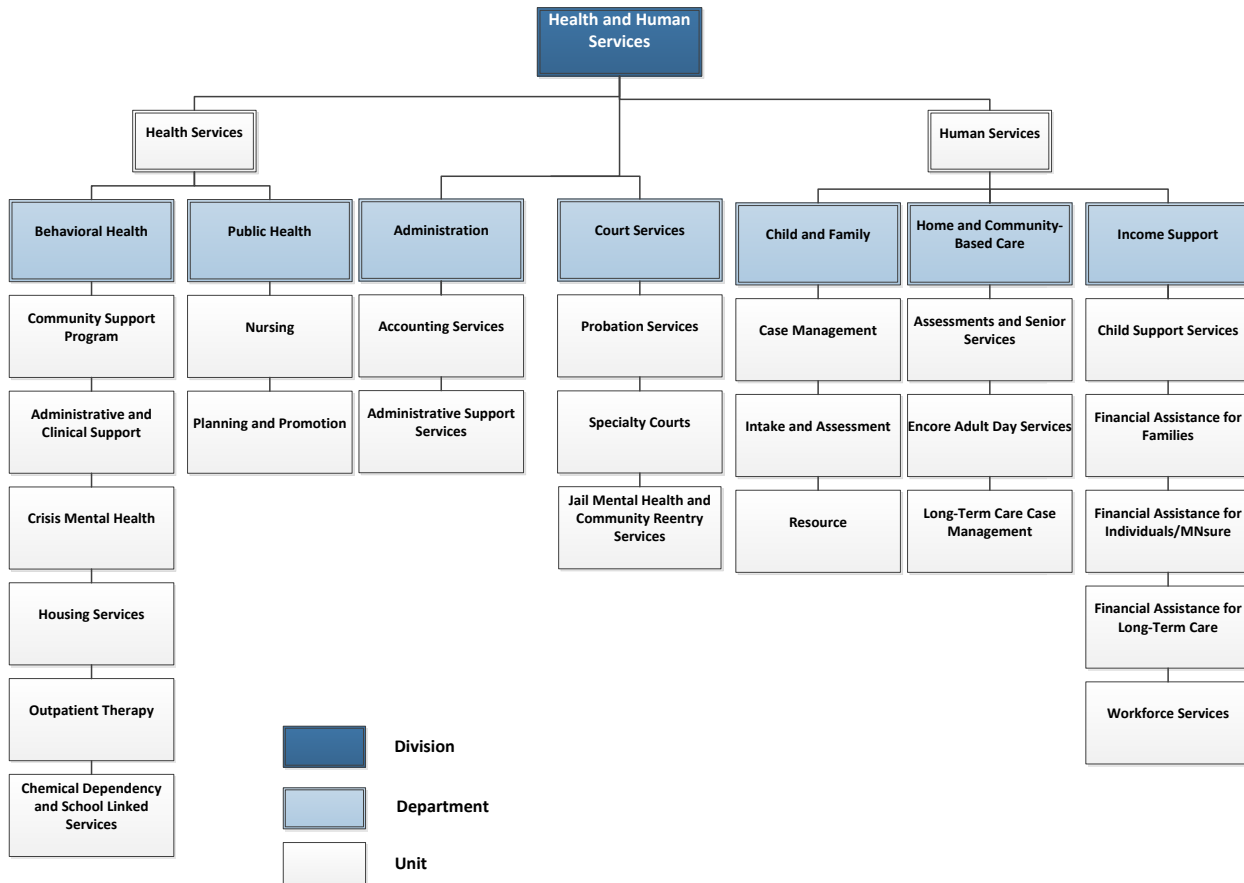 Health and Human
Services
Health Services
Human Services
Behavioral Health
Public Health
Administration
Court Services
Child and Family
Home and Community-
Based Care
Income Support
Community Support
Program
Nursing
Accounting Services
Probation Services
Case Management
Assessments and Senior
Services
Child Support Services
Administrative and
Clinical Support
Planning and Promotion
Administrative Support
Services
Specialty Courts
Intake and Assessment
Encore Adult Day Services
Financial Assistance for
Families
Crisis Mental Health
Jail Mental Health and
Community Reentry
Services
Resource
Long-Term Care Case
Management
Financial Assistance for
Individuals/MNsure
Housing Services
Financial Assistance for
Long-Term Care
Outpatient Therapy
Workforce Services
Chemical Dependency
and School Linked
Services
Division
Department
Unit